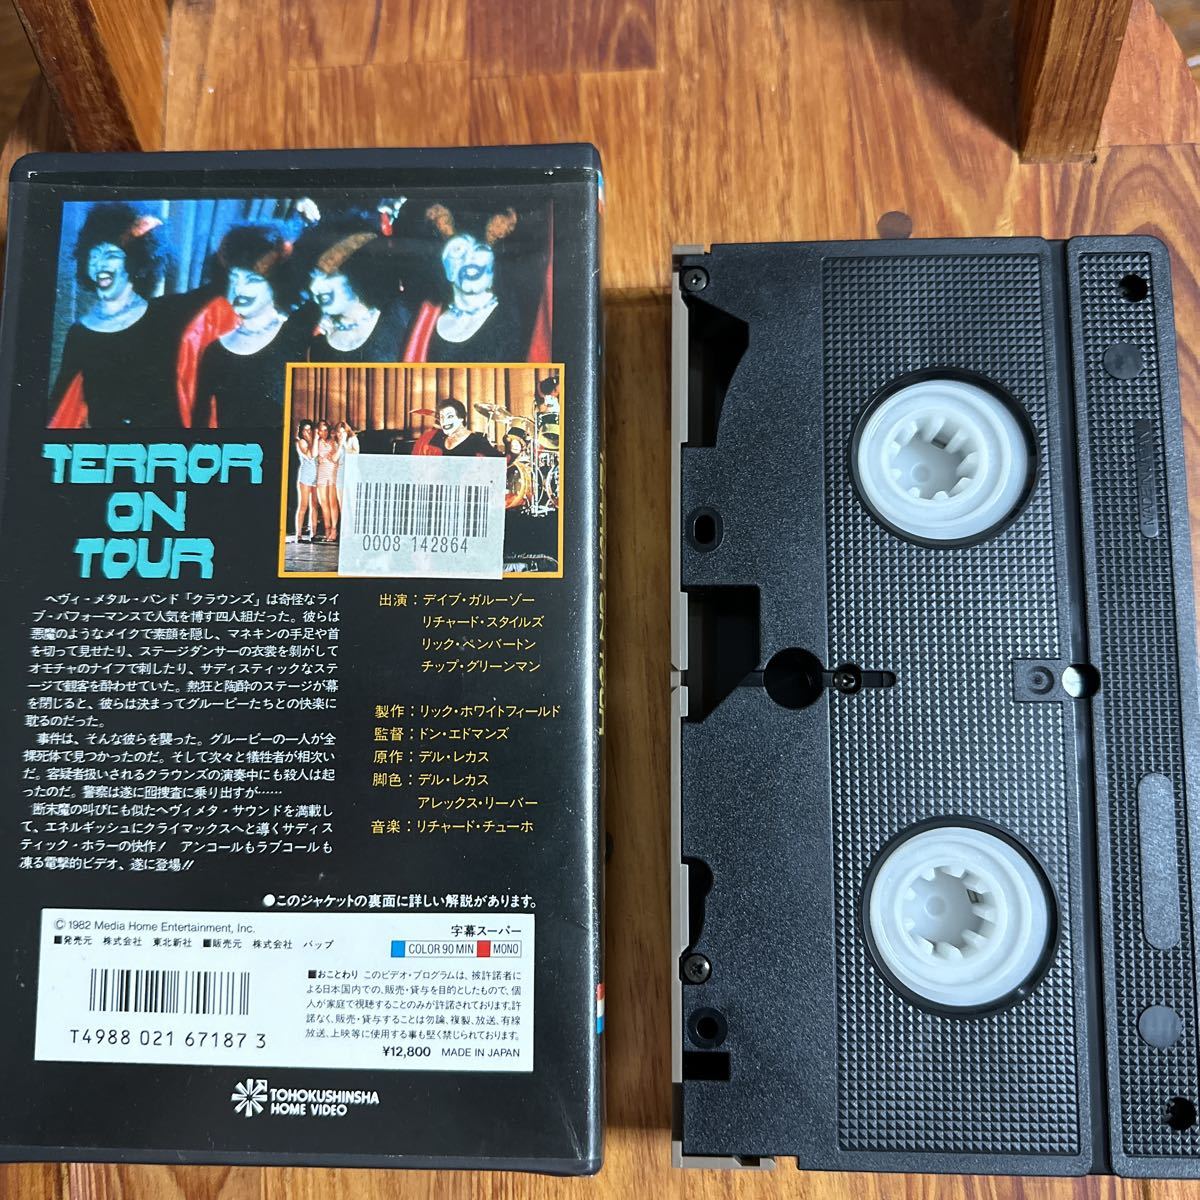 TERROR
ON
TOUR
0008 142864
ヘヴィ・メタル・バンド「クラウンズ」は奇怪なライ
ブ・パフォーマンスで人気を博す四人組だった。彼らは
悪魔のようなメイクで素顔を隠し、マネキンの手足や首
を切って見せたり、ステージダンサーの衣裳を剝がして
オモチャのナイフで刺したり、サディスティックなステ
ージで観客を酔わせていた。熱狂と陶酔のステージが幕
を閉じると、彼らは決まってグルーピーたちとの快楽に
耽るのだった。
事件は、そんな彼らを襲った。グルーピーの一人が全
裸死体で見つかったのだ。そして次々と犠牲者が相次い
だ。容疑者扱いされるクラウンズの演奏中にも殺人は起
ったのだ。警察は遂に囮捜査に乗り出すが……
断末魔の叫びにも似たヘヴィメタ・サウンドを満載し
て、エネルギッシュにクライマックスへと導くサディス
ティック・ホラーの快作！ アンコールもラブコールも
凍る電撃的ビデオ、遂に登場!!
出演：デイブ・ガルーゾー
リチャード・スタイルズ
リック・ペンバートン
チップ・グリーンマン
製作：リック・ホワイトフィールド
監督：ドン・エドマンズ
原作：デル・レカス
脚色：デル・レカス
アレックス・リーバー
音楽：リチャード・チューホ
●このジャケットの裏面に詳しい解説があります。
© 1982 Media Home Entertainment, Inc.
■発売元 株式会社 東北新社 ■販売元 株式会社 バップ
字幕スーパー
COLOR 90 MIN MONO
■おことわり このビデオ・プログラムは、被許諾者に
よる日本国内での、販売・貸与を目的としたもので、個
人が家庭で視聴することのみが許諾されております。許
諾なく、販売・貸与することは勿論、複製、放送、有線
放送、上映等に使用する事も堅く禁じられております。
¥12,800 MADE IN JAPAN
T4988 021 67187 3
TOHOKUSHINSHA
HOME VIDEO
MADE IN JAPAN